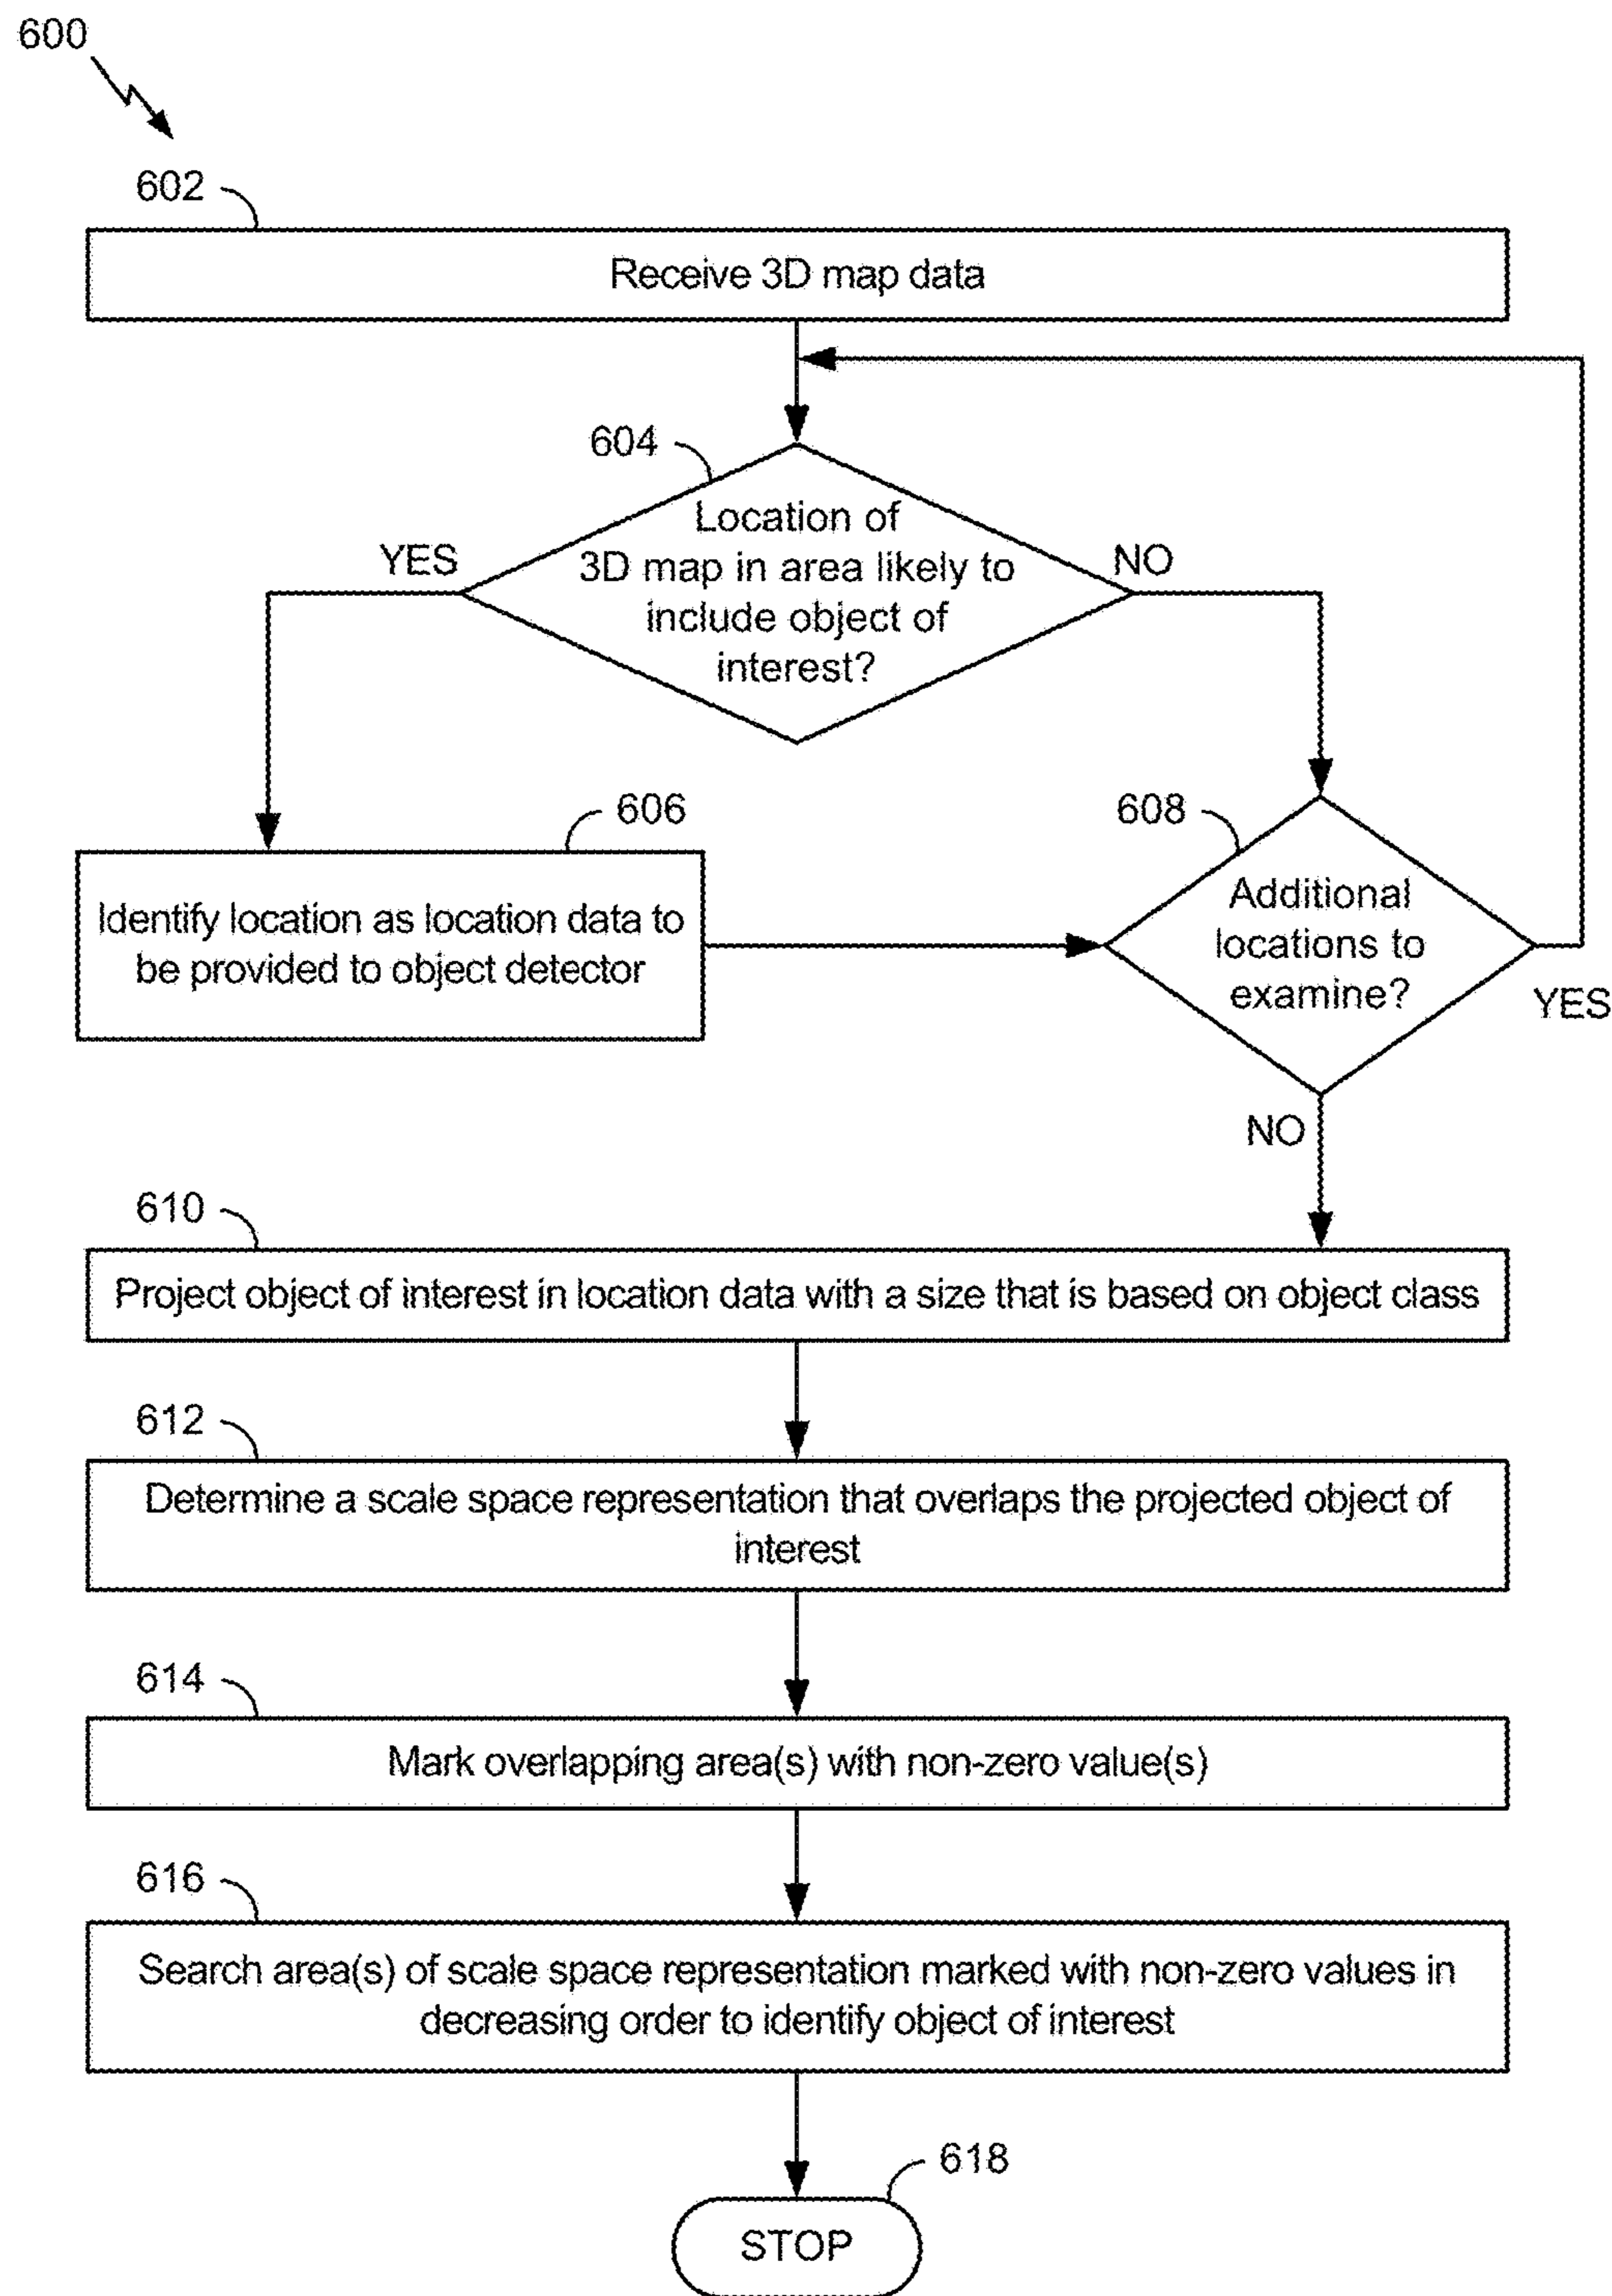 600
602
Receive 3D map data
604
Location of
3D map in area likely to
include object of
interest?
YES
NO
606
Identify location as location data to
be provided to object detector
608
Additional
locations to
examine?
YES
NO
610
Project object of interest in location data with a size that is based on object class
612
Determine a scale space representation that overlaps the projected object of
interest
614
Mark overlapping area(s) with non-zero value(s)
616
Search area(s) of scale space representation marked with non-zero values in
decreasing order to identify object of interest
618
STOP